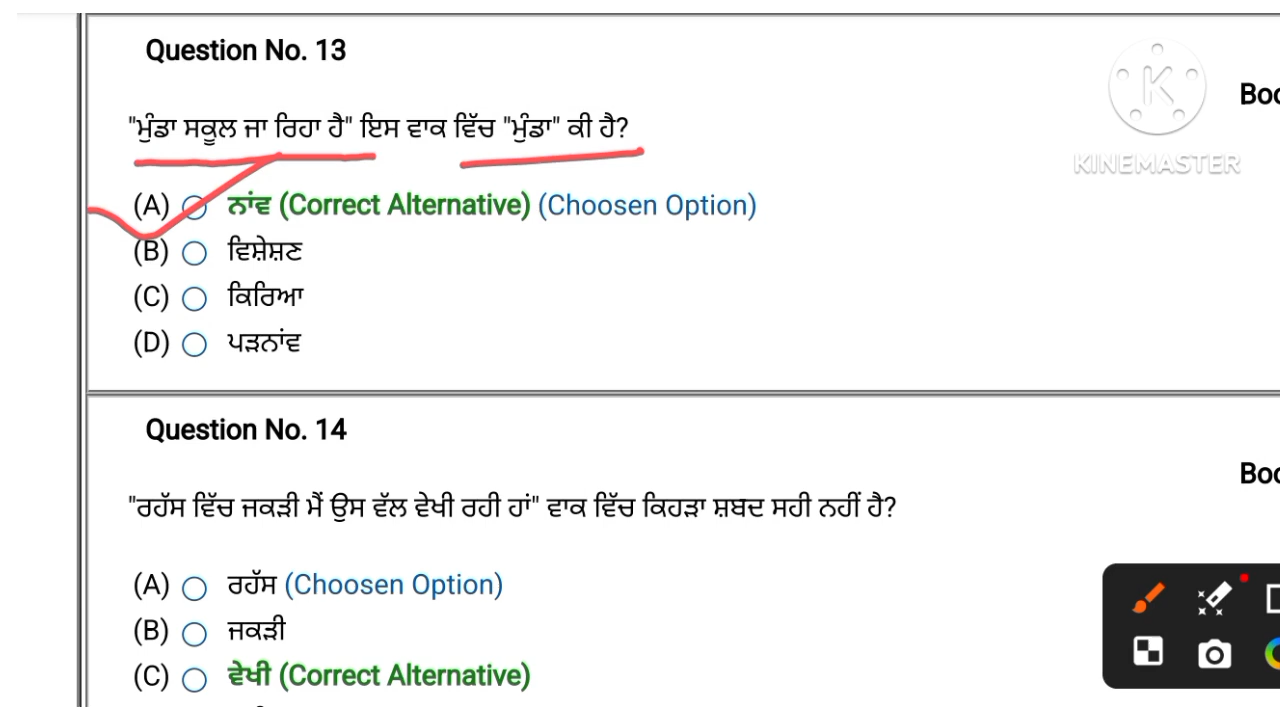 Question No. 13
"ਮੁੰਡਾ ਸਕੂਲ ਜਾ ਰਿਹਾ ਹੈ" ਇਸ ਵਾਕ ਵਿੱਚ "ਮੁੰਡਾ" ਕੀ ਹੈ?
(A) ਨਾਂਵ (Correct Alternative) (Choosen Option)
(B) ਵਿਸ਼ੇਸ਼ਣ
(C) ਕਿਰਿਆ
(D) ਪੜਨਾਂਵ
K
KINEMASTER
Question No. 14
"ਰਹੱਸ ਵਿੱਚ ਜਕੜੀ ਮੈਂ ਉਸ ਵੱਲ ਵੇਖੀ ਰਹੀ ਹਾਂ" ਵਾਕ ਵਿੱਚ ਕਿਹੜਾ ਸ਼ਬਦ ਸਹੀ ਨਹੀਂ ਹੈ?
(A) ਰਹੱਸ (Choosen Option)
(B) ਜਕੜੀ
(C) ਵੇਖੀ (Correct Alternative)